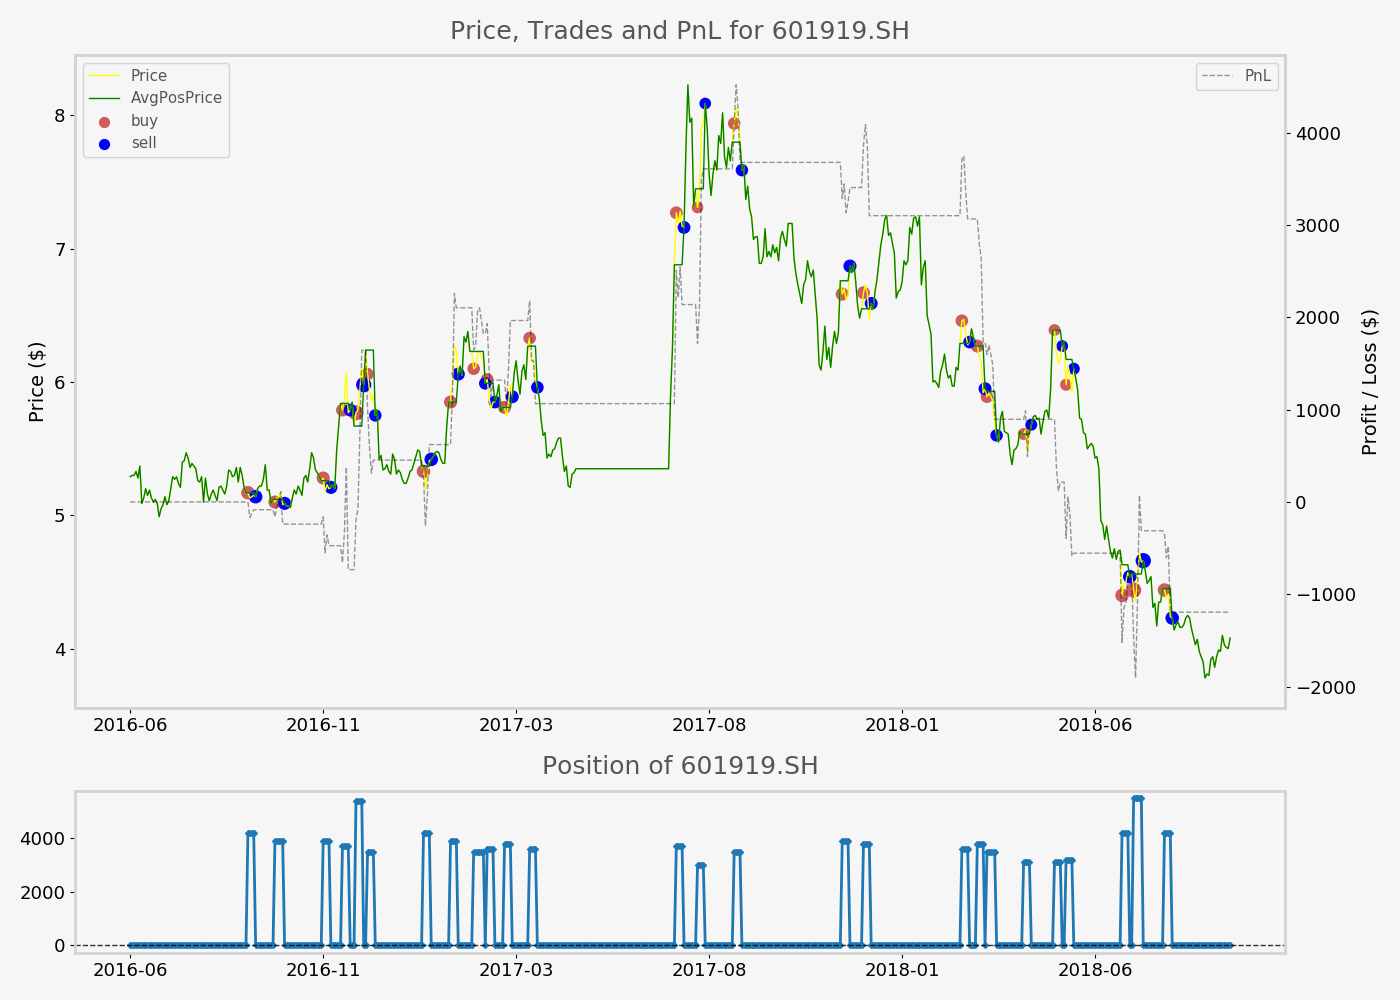 Price, Trades and PnL for 601919.SH
Price
AvgPosPrice
buy
sell
PnL
8
7
6
5
4
Price ($)
4000
3000
2000
1000
0
−1000
−2000
Profit / Loss ($)
2016-06 2016-11 2017-03 2017-08 2018-01 2018-06
Position of 601919.SH
4000
2000
0
2016-06 2016-11 2017-03 2017-08 2018-01 2018-06